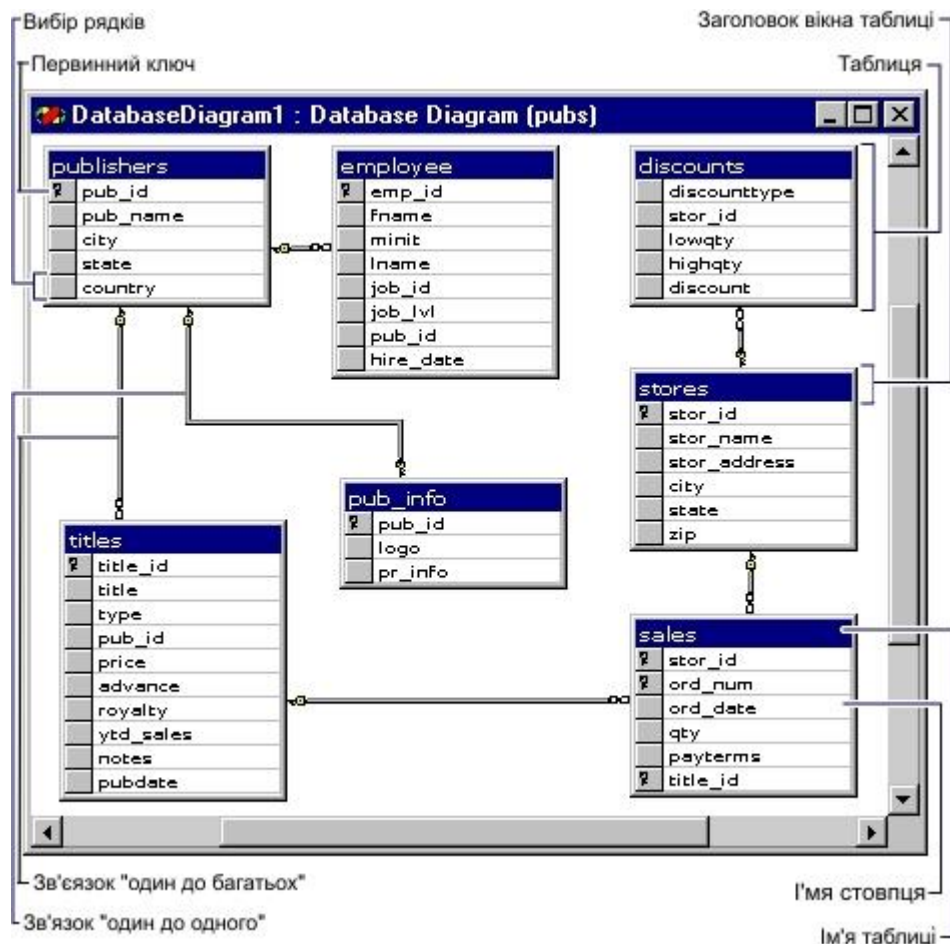 Вибір рядків
Заголовок вікна таблиці
Первинний ключ
Таблиця
DatabaseDiagram1 : Database Diagram (pubs)
publishers
pub_id
pub_name
city
state
country
employee
emp_id
fname
minit
lname
job_id
job_lvl
pub_id
hire_date
discounts
discounttype
stor_id
lowqty
highqty
discount
stores
stor_id
stor_name
stor_address
city
state
zip
pub_info
pub_id
logo
pr_info
titles
title_id
title
type
pub_id
price
advance
royalty
ytd_sales
notes
pubdate
sales
stor_id
ord_num
ord_date
qty
payterms
title_id
Зв'єязок "один до багатьох"
І'мя стовпця
Зв'язок "один до одного"
Ім'я таблиці